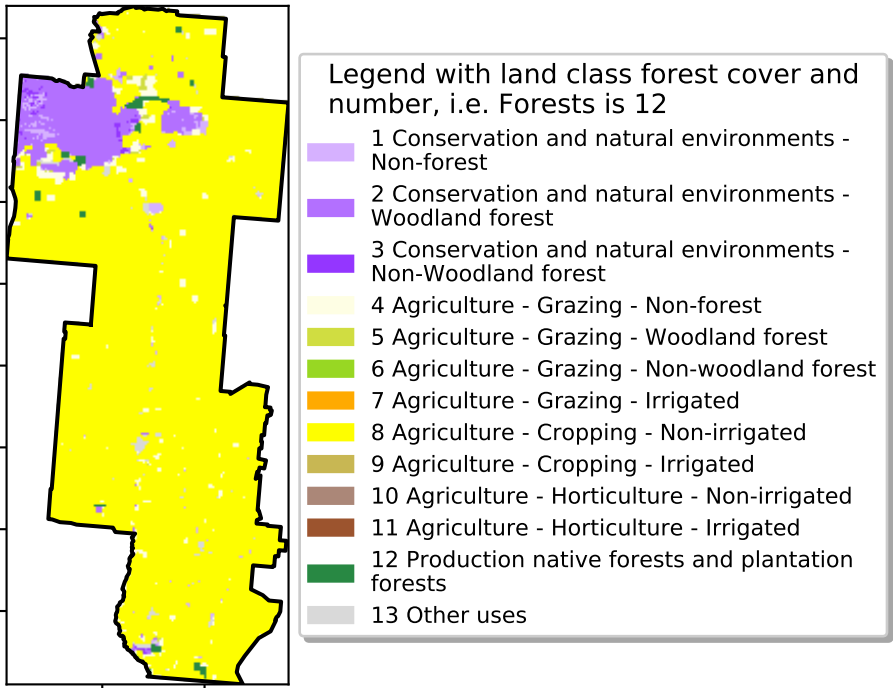 Legend with land class forest cover and
number, i.e. Forests is 12
1 Conservation and natural environments -
Non-forest
2 Conservation and natural environments -
Woodland forest
3 Conservation and natural environments -
Non-Woodland forest
4 Agriculture - Grazing - Non-forest
5 Agriculture - Grazing - Woodland forest
6 Agriculture - Grazing - Non-woodland forest
7 Agriculture - Grazing - Irrigated
8 Agriculture - Cropping - Non-irrigated
9 Agriculture - Cropping - Irrigated
10 Agriculture - Horticulture - Non-irrigated
11 Agriculture - Horticulture - Irrigated
12 Production native forests and plantation
forests
13 Other uses